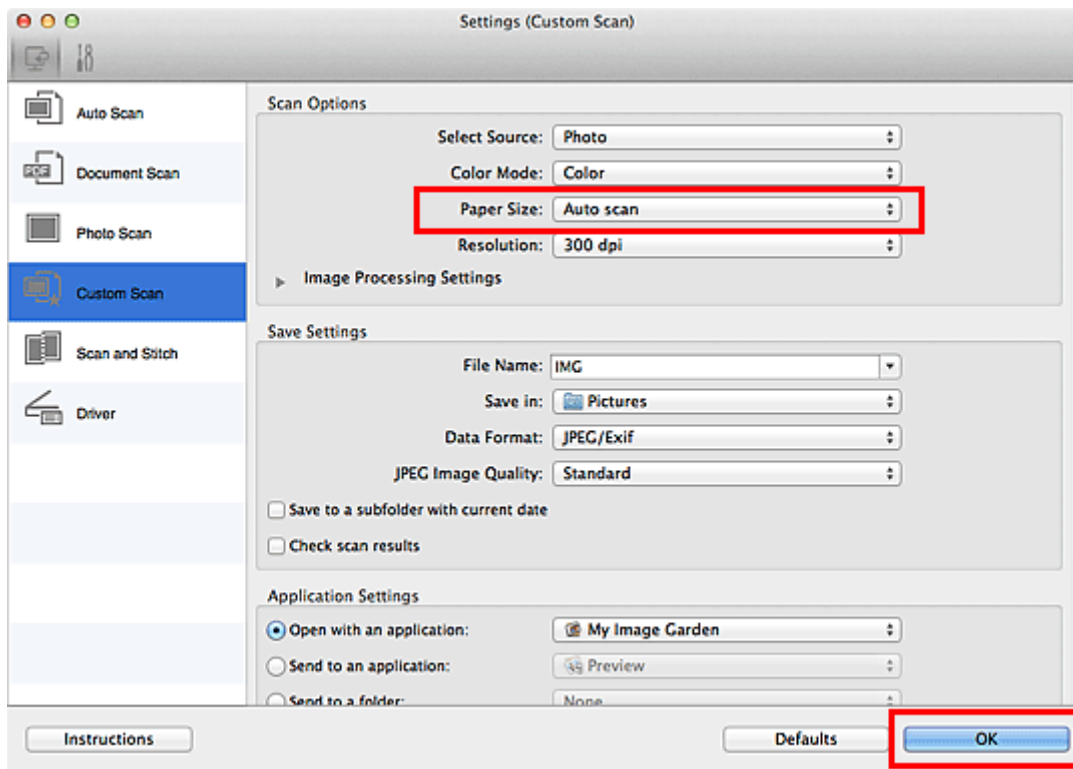 Settings (Custom Scan)
Auto Scan
PDF
Document Scan
Photo Scan
Custom Scan
Scan and Stitch
Driver
Scan Options
Select Source: Photo
Color Mode: Color
Paper Size: Auto scan
Resolution: 300 dpi
Image Processing Settings
Save Settings
File Name: IMG
Save in: Pictures
Data Format: JPEG/Exif
JPEG Image Quality: Standard
Save to a subfolder with current date
Check scan results
Application Settings
Open with an application: My Image Garden
Send to an application: Preview
Send to a folder: None
Instructions Defaults OK